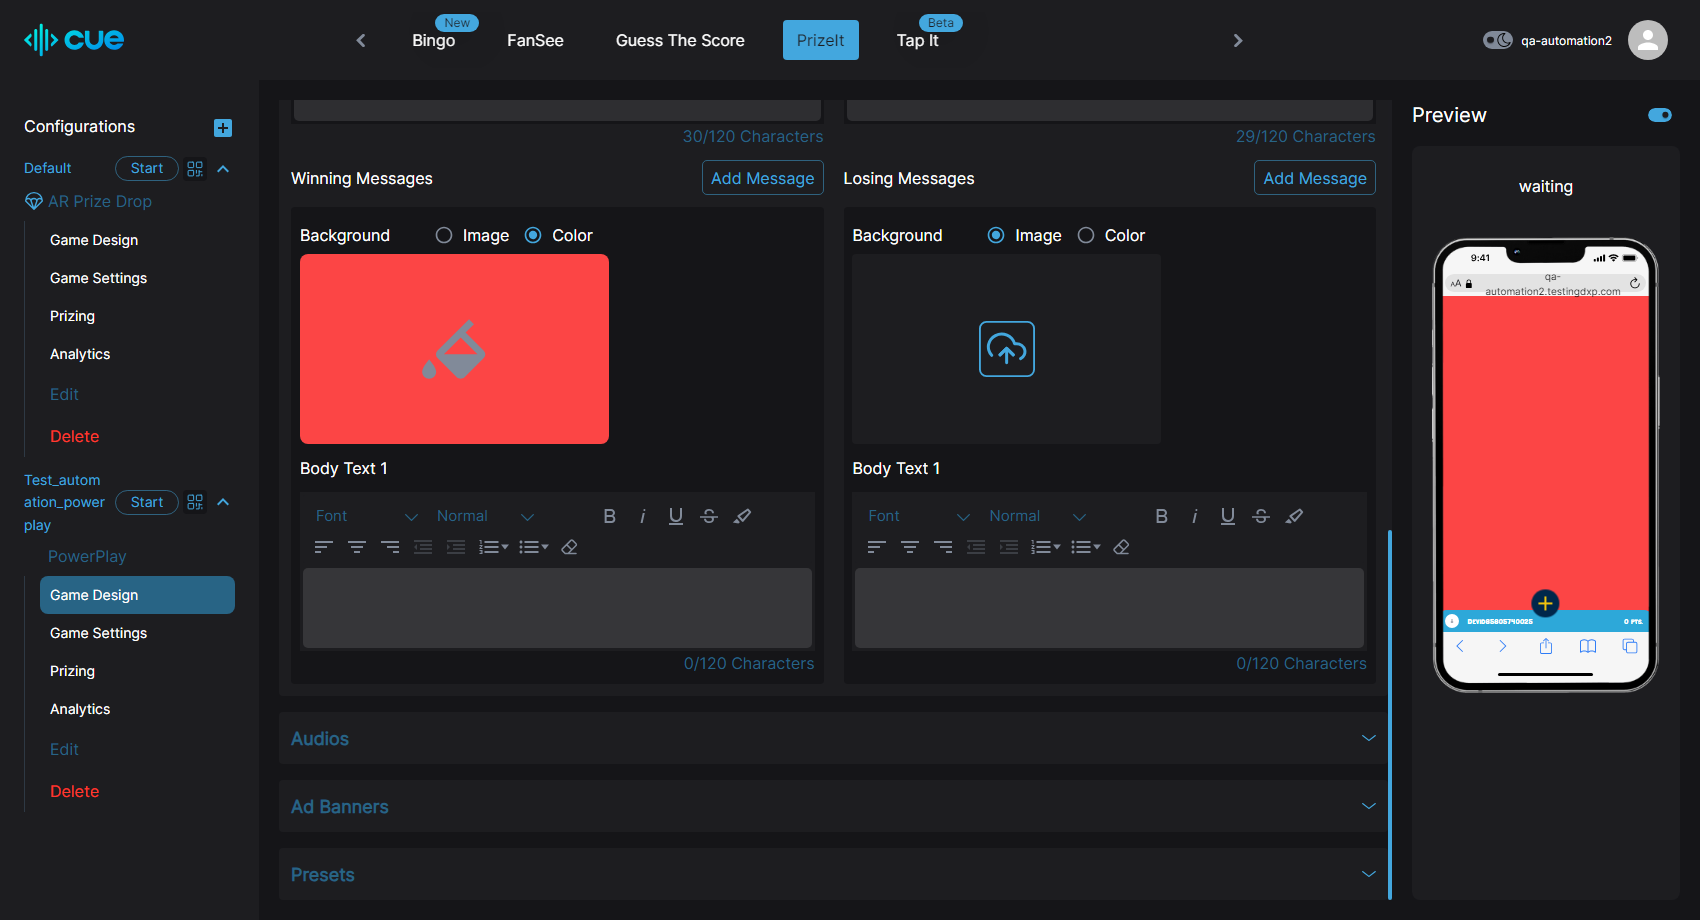 cue
New
Bingo
FanSee
Guess The Score
PrizeIt
Beta
Tap It
qa-automation2
Configurations
Default
Start
AR Prize Drop
Game Design
Game Settings
Prizing
Analytics
Edit
Delete
Test_autom
ation_power
play
Start
PowerPlay
Game Design
Game Settings
Prizing
Analytics
Edit
Delete
30/120 Characters
29/120 Characters
Winning Messages
Add Message
Losing Messages
Add Message
Background
Image
Color
Background
Image
Color
Body Text 1
Body Text 1
Font
Normal
Font
Normal
0/120 Characters
0/120 Characters
Audios
Ad Banners
Presets
Preview
waiting
9:41
AA
qa-
automation2.testingdxp.com
0 PTS.